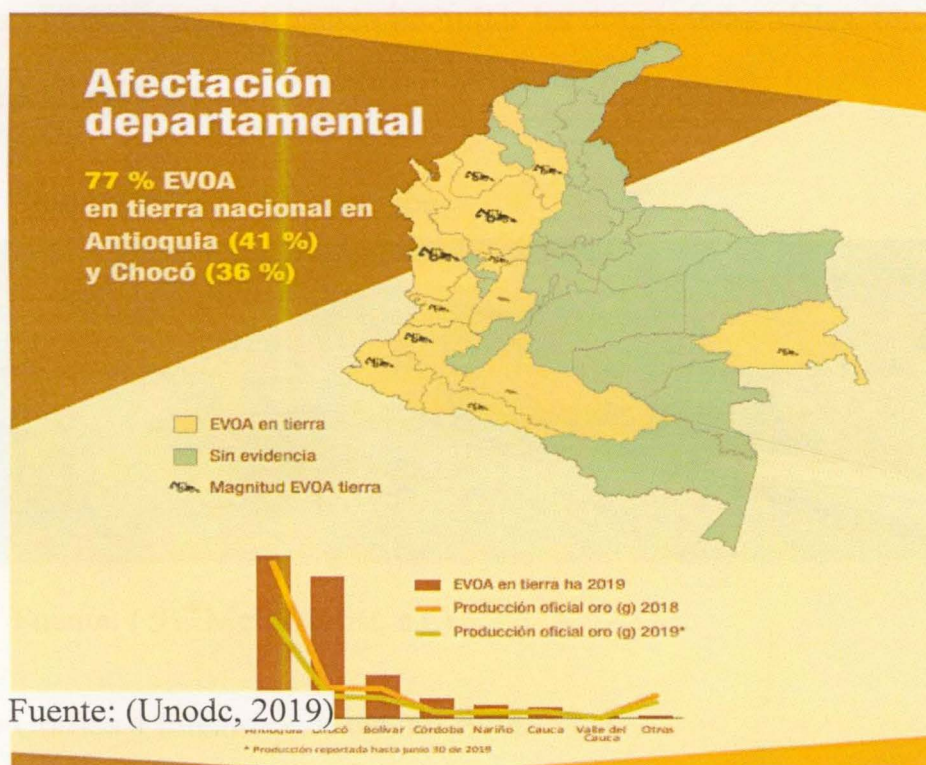 Afectación
departamental
77 % EVOA
en tierra nacional en
Antioquia (41 %)
y Chocó (36 %)
EVOA en tierra
Sin evidencia
Magnitud EVOA tierra
EVOA en tierra ha 2019
Producción oficial oro (g) 2018
Producción oficial oro (g) 2019*
Fuente: (Unodc, 2019)
Antioquia Chocó Bolívar Córdoba Nariño Cauca Valle del Otros
Cauca
* Producción reportada hasta junio 30 de 2019